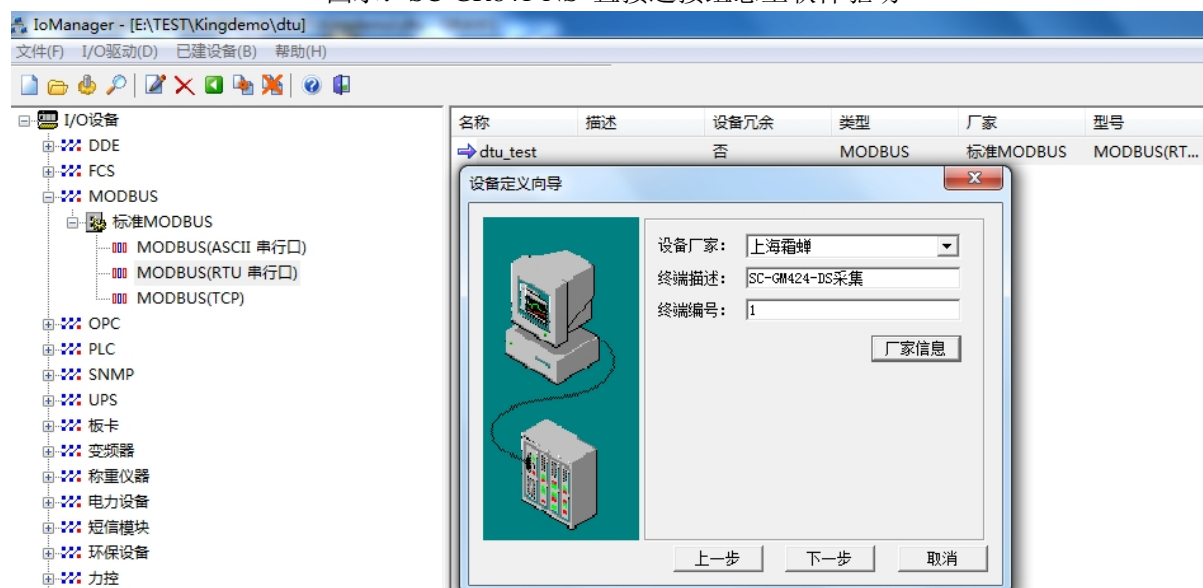 IoManager - [E:\TEST\Kingdemo\dtu]
文件(F) I/O驱动(D) 已建设备(B) 帮助(H)
I/O设备
DDE
FCS
MODBUS
标准MODBUS
MODBUS(ASCII 串行口)
MODBUS(RTU 串行口)
MODBUS(TCP)
OPC
PLC
SNMP
UPS
板卡
变频器
称重仪器
电力设备
短信模块
环保设备
力控
名称 描述 设备冗余 类型 厂家 型号
dtu_test 否 MODBUS 标准MODBUS MODBUS(RT...
设备定义向导
设备厂家: 上海霜蝉
终端描述: SC-GM424-DS采集
终端编号: 1
厂家信息
上一步 下一步 取消